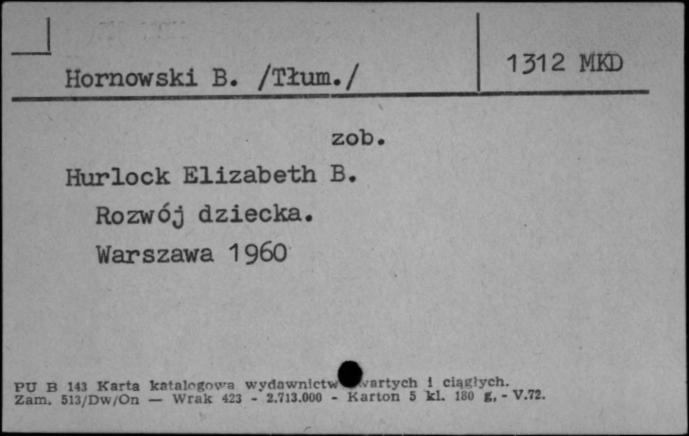 Hornowski B. /Tłum./
1312 MKD
zob.
Hurlock Elizabeth B.
Rozwój dziecka.
Warszawa 1960
PU B 143 Karta katalogowa wydawnictw wartych i ciągłych.
Zam. 513/Dw/On — Wrak 423 - 2.713.000 - Karton 5 kl. 180 g, - V.72.